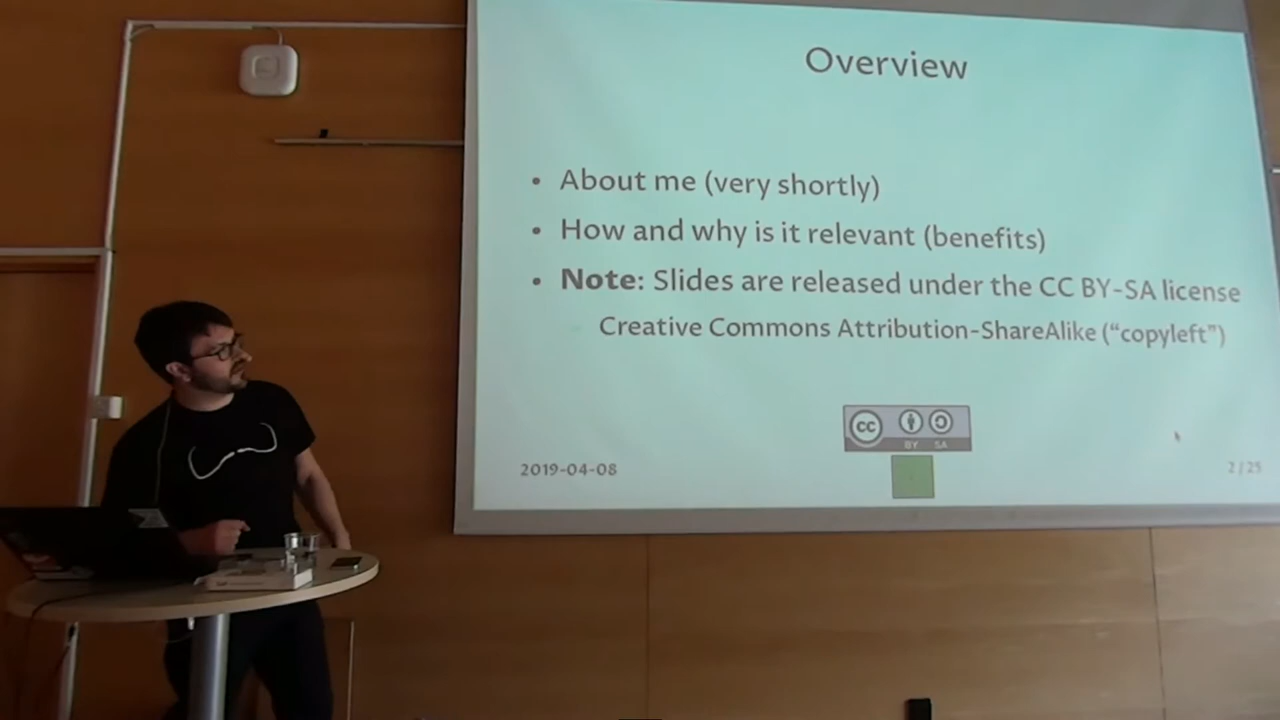 Overview
• About me (very shortly)
• How and why is it relevant (benefits)
• Note: Slides are released under the CC BY-SA license
Creative Commons Attribution-ShareAlike (“copyleft”)
cc
BY SA
2019-04-08
2 / 25